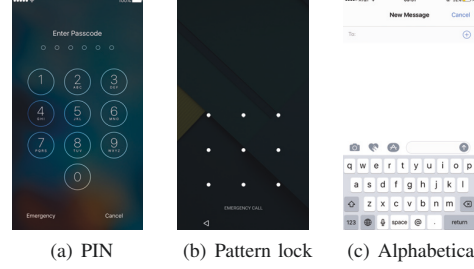 100%
Enter Passcode
1
2
ABC
3
DEF
4
GHI
5
JKL
6
MNO
7
PQRS
8
TUV
9
WXYZ
0
Emergency
Cancel
(a) PIN
EMERGENCY CALL
(b) Pattern lock
New Message
Cancel
To:
q w e r t y u i o p
a s d f g h j k l
z x c v b n m
123
space
@
.
return
(c) Alphabetica